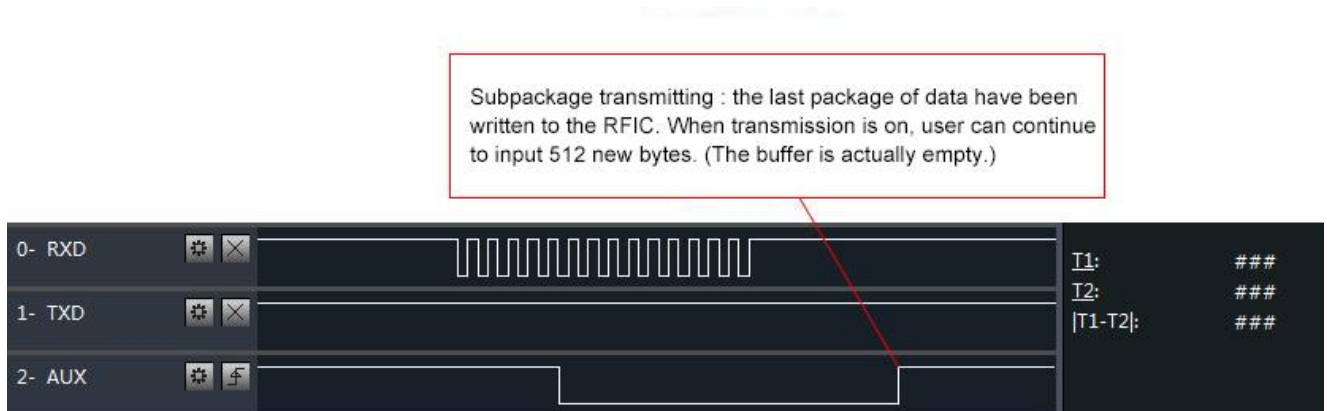 Subpackage transmitting : the last package of data have been
written to the RFIC. When transmission is on, user can continue
to input 512 new bytes. (The buffer is actually empty.)
0- RXD
T1: ###
T2: ###
1- TXD
|T1-T2|: ###
2- AUX